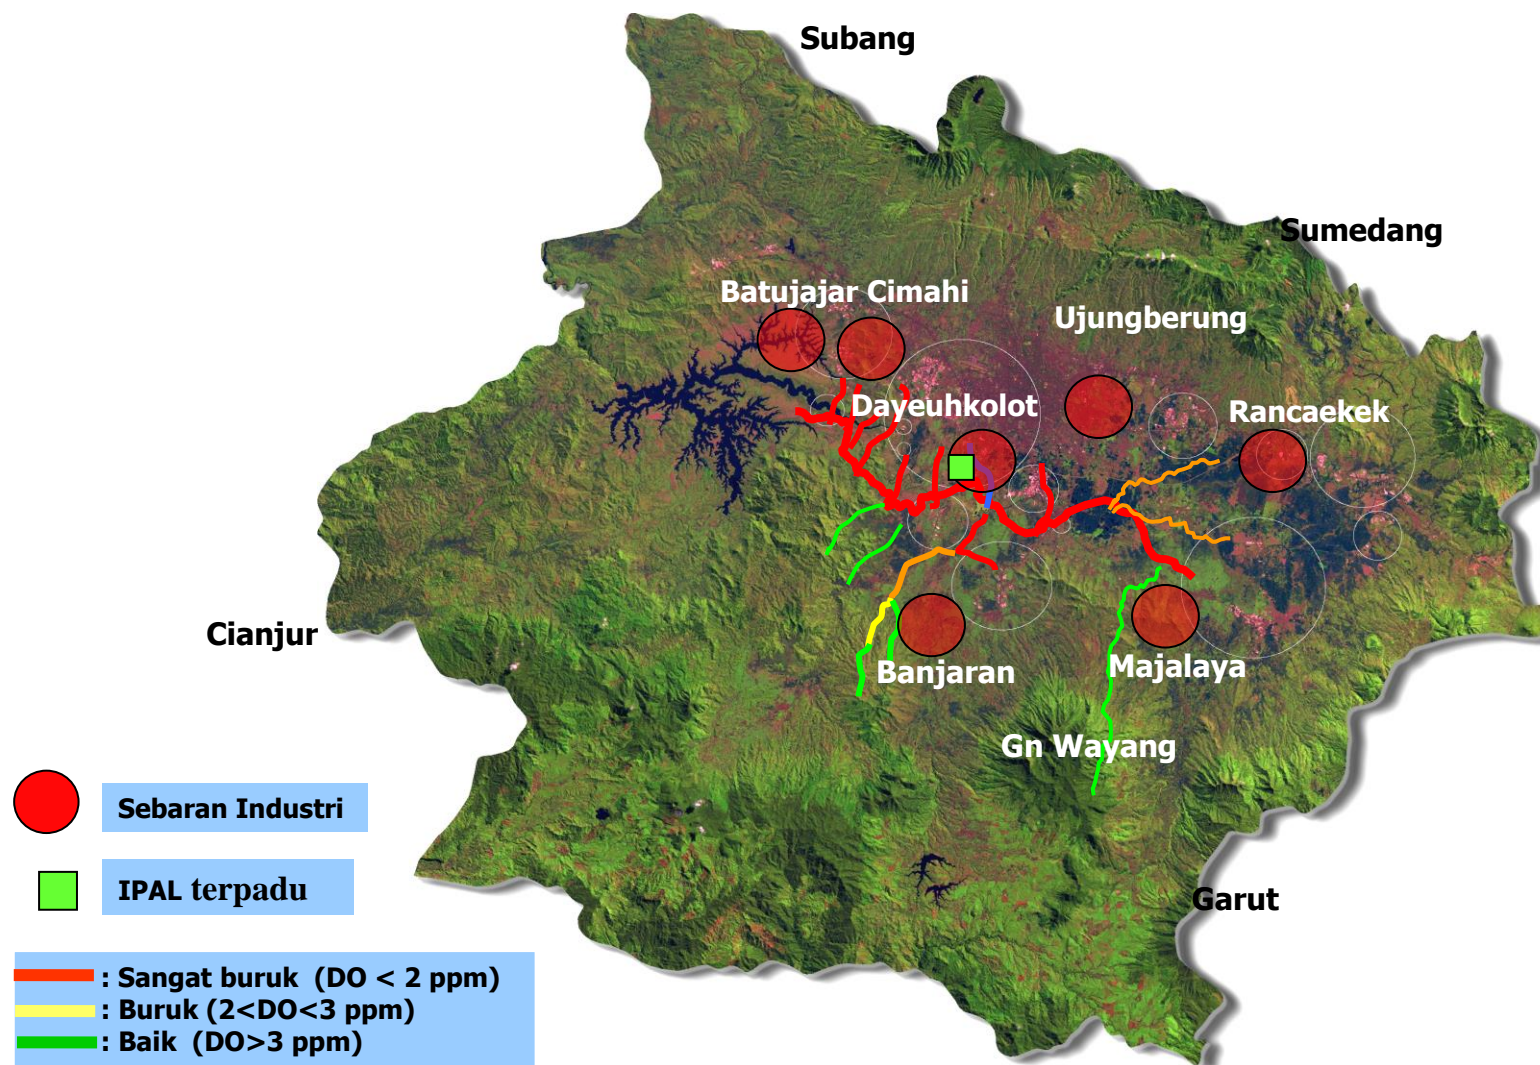 Subang
Sumedang
Batujajar Cimahi
Ujungberung
Dayeuhkolot
Rancaekek
Cianjur
Banjaran
Majalaya
Gn Wayang
Sebaran Industri
IPAL terpadu
Garut
: Sangat buruk (DO < 2 ppm)
: Buruk (2<DO<3 ppm)
: Baik (DO>3 ppm)